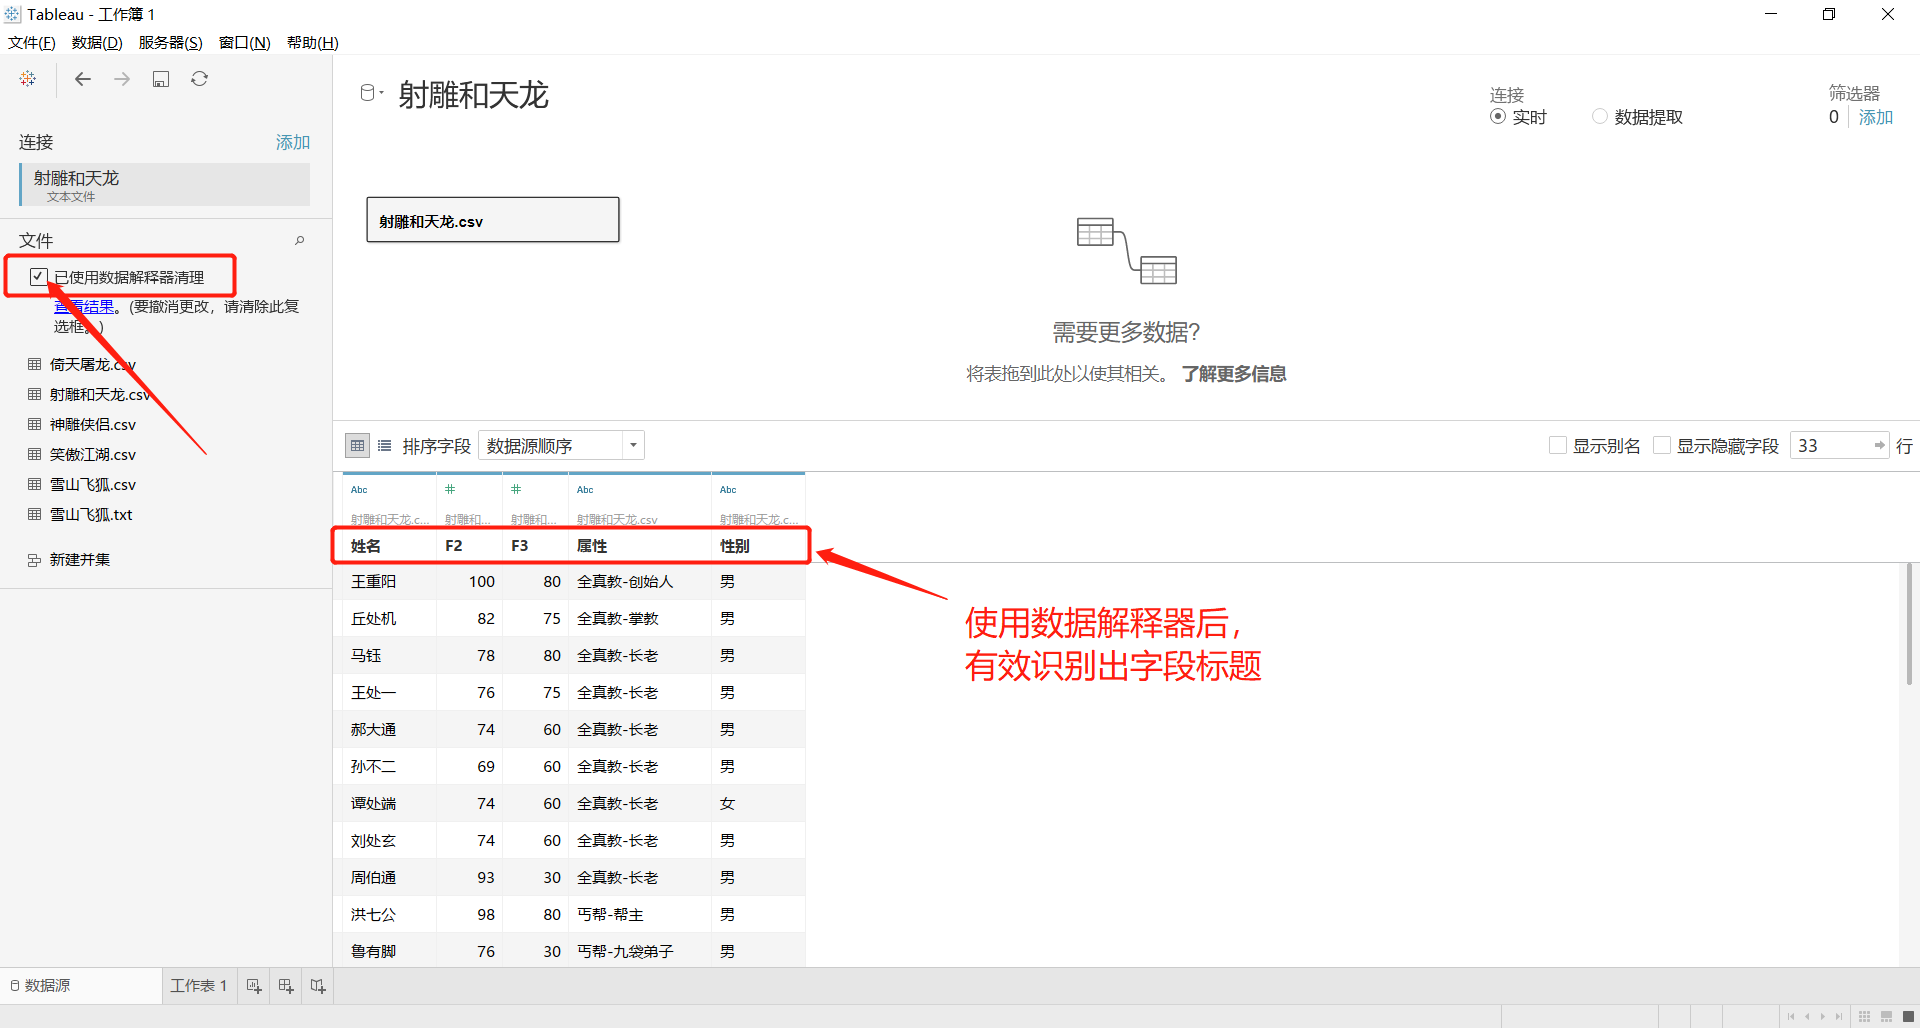 Tableau - 工作簿 1
文件(F) 数据(D) 服务器(S) 窗口(N) 帮助(H)
连接 添加
射雕和天龙
文本文件
文件
已使用数据解释器清理
查看结果。(要撤消更改，请清除此复
选框。)
倚天屠龙.csv
射雕和天龙.csv
神雕侠侣.csv
笑傲江湖.csv
雪山飞狐.csv
雪山飞狐.txt
新建并集
射雕和天龙
连接
实时 数据提取
筛选器
0 添加
射雕和天龙.csv
需要更多数据?
将表拖到此处以使其相关。 了解更多信息
排序字段 数据源顺序 显示别名 显示隐藏字段 33 行
Abc # # Abc Abc
射雕和天龙.c... 射雕和... 射雕和... 射雕和天龙.csv 射雕和天龙.c...
姓名 F2 F3 属性 性别
王重阳 100 80 全真教-创始人 男
丘处机 82 75 全真教-掌教 男
马钰 78 80 全真教-长老 男
王处一 76 75 全真教-长老 男
郝大通 74 60 全真教-长老 男
孙不二 69 60 全真教-长老 男
谭处端 74 60 全真教-长老 女
刘处玄 74 60 全真教-长老 男
周伯通 93 30 全真教-长老 男
洪七公 98 80 丐帮-帮主 男
鲁有脚 76 30 丐帮-九袋弟子 男
使用数据解释器后，
有效识别出字段标题
数据源 工作表 1